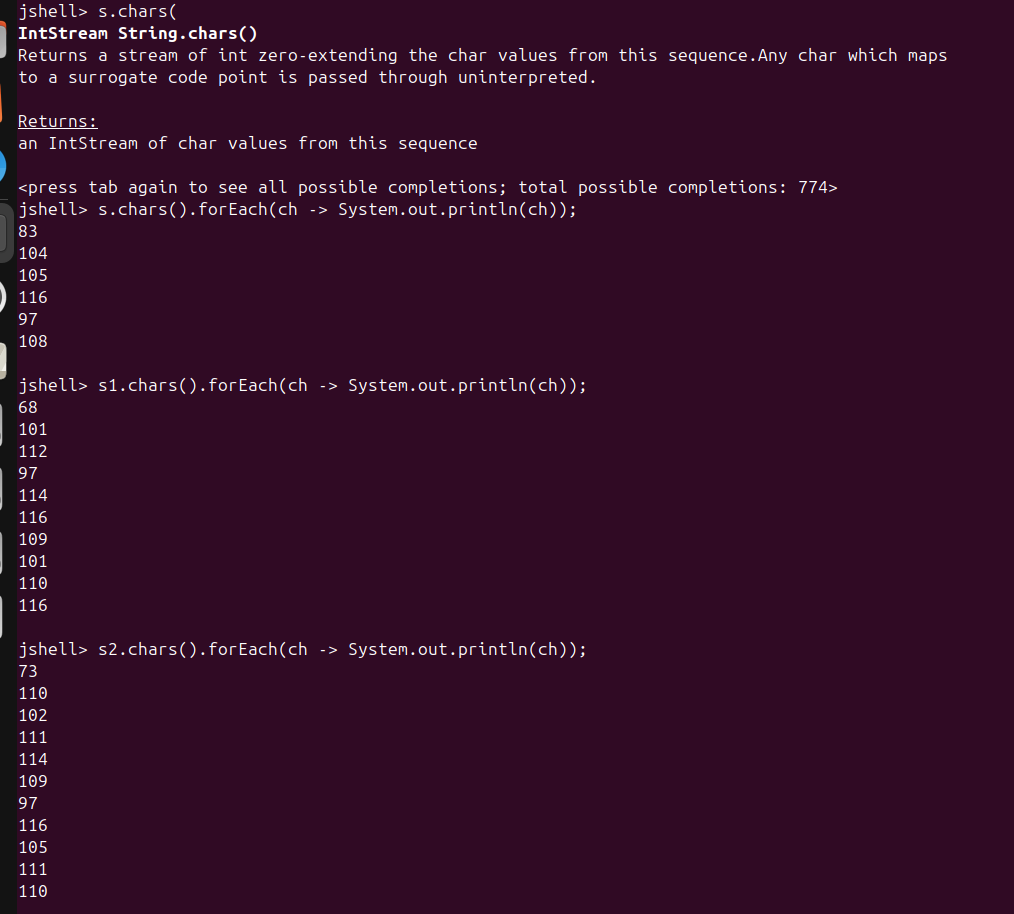 jshell> s.chars(
IntStream String.chars()
Returns a stream of int zero-extending the char values from this sequence.Any char which maps
to a surrogate code point is passed through uninterpreted.
Returns:
an IntStream of char values from this sequence
<press tab again to see all possible completions; total possible completions: 774>
jshell> s.chars().forEach(ch -> System.out.println(ch));
83
104
105
116
97
108
jshell> s1.chars().forEach(ch -> System.out.println(ch));
68
101
112
97
114
116
109
101
110
116
jshell> s2.chars().forEach(ch -> System.out.println(ch));
73
110
102
111
114
109
97
116
105
111
110